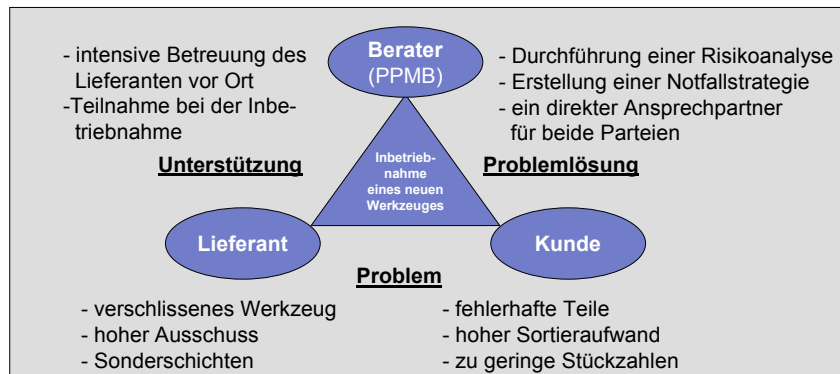 Berater
(PPMB)
- intensive Betreuung des
Lieferanten vor Ort
-Teilnahme bei der Inbe-
triebnahme
- Durchführung einer Risikoanalyse
- Erstellung einer Notfallstrategie
- ein direkter Ansprechpartner
für beide Parteien
Unterstützung
Problemlösung
Inbetrieb-
nahme
eines neuen
Werkzeuges
Lieferant
Kunde
Problem
- verschlissenes Werkzeug
- hoher Ausschuss
- Sonderschichten
- fehlerhafte Teile
- hoher Sortieraufwand
- zu geringe Stückzahlen